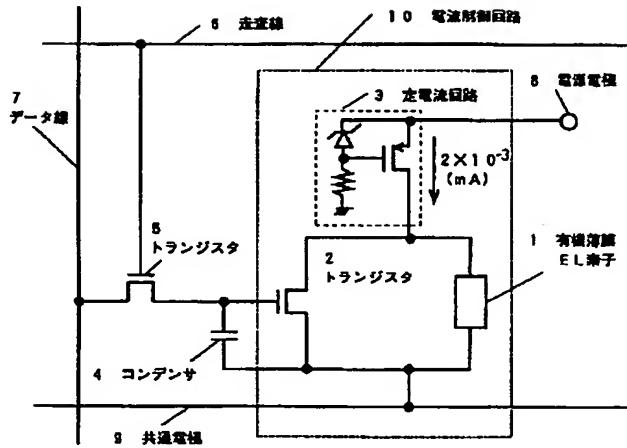 6 走査線
10 電流制御回路
7
データ線
3 定電流回路
8 電源電極
2×10⁻³
(mA)
5
トランジスタ
2
トランジスタ
1 有機薄膜
EL素子
4 コンデンサ
9 共通電極